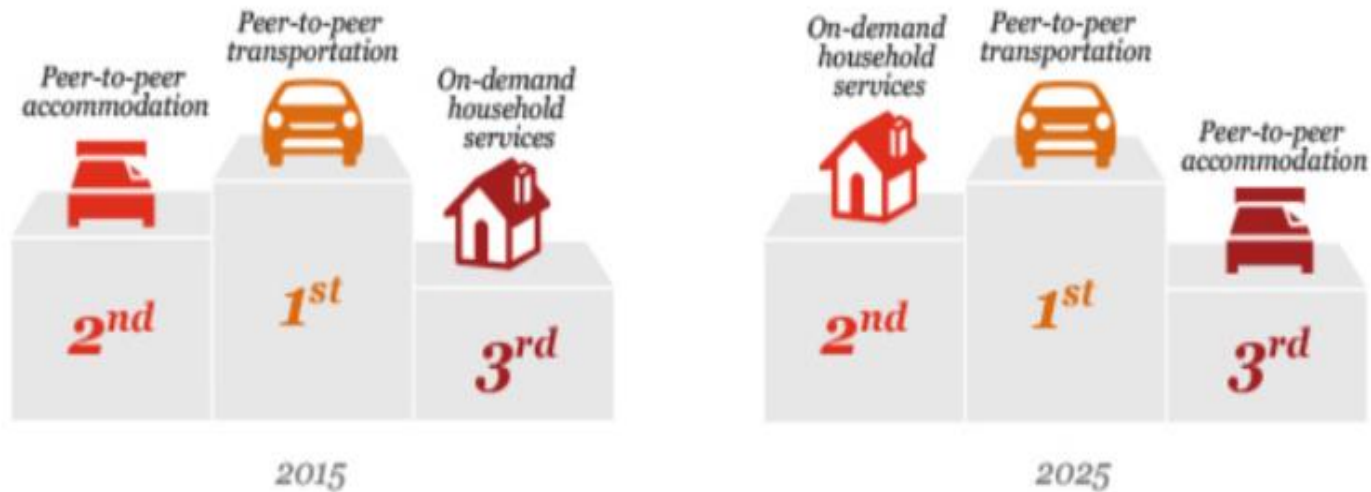 Peer-to-peer
accommodation
2nd
Peer-to-peer
transportation
1st
On-demand
household
services
3rd
2015
On-demand
household
services
2nd
Peer-to-peer
transportation
1st
Peer-to-peer
accommodation
3rd
2025